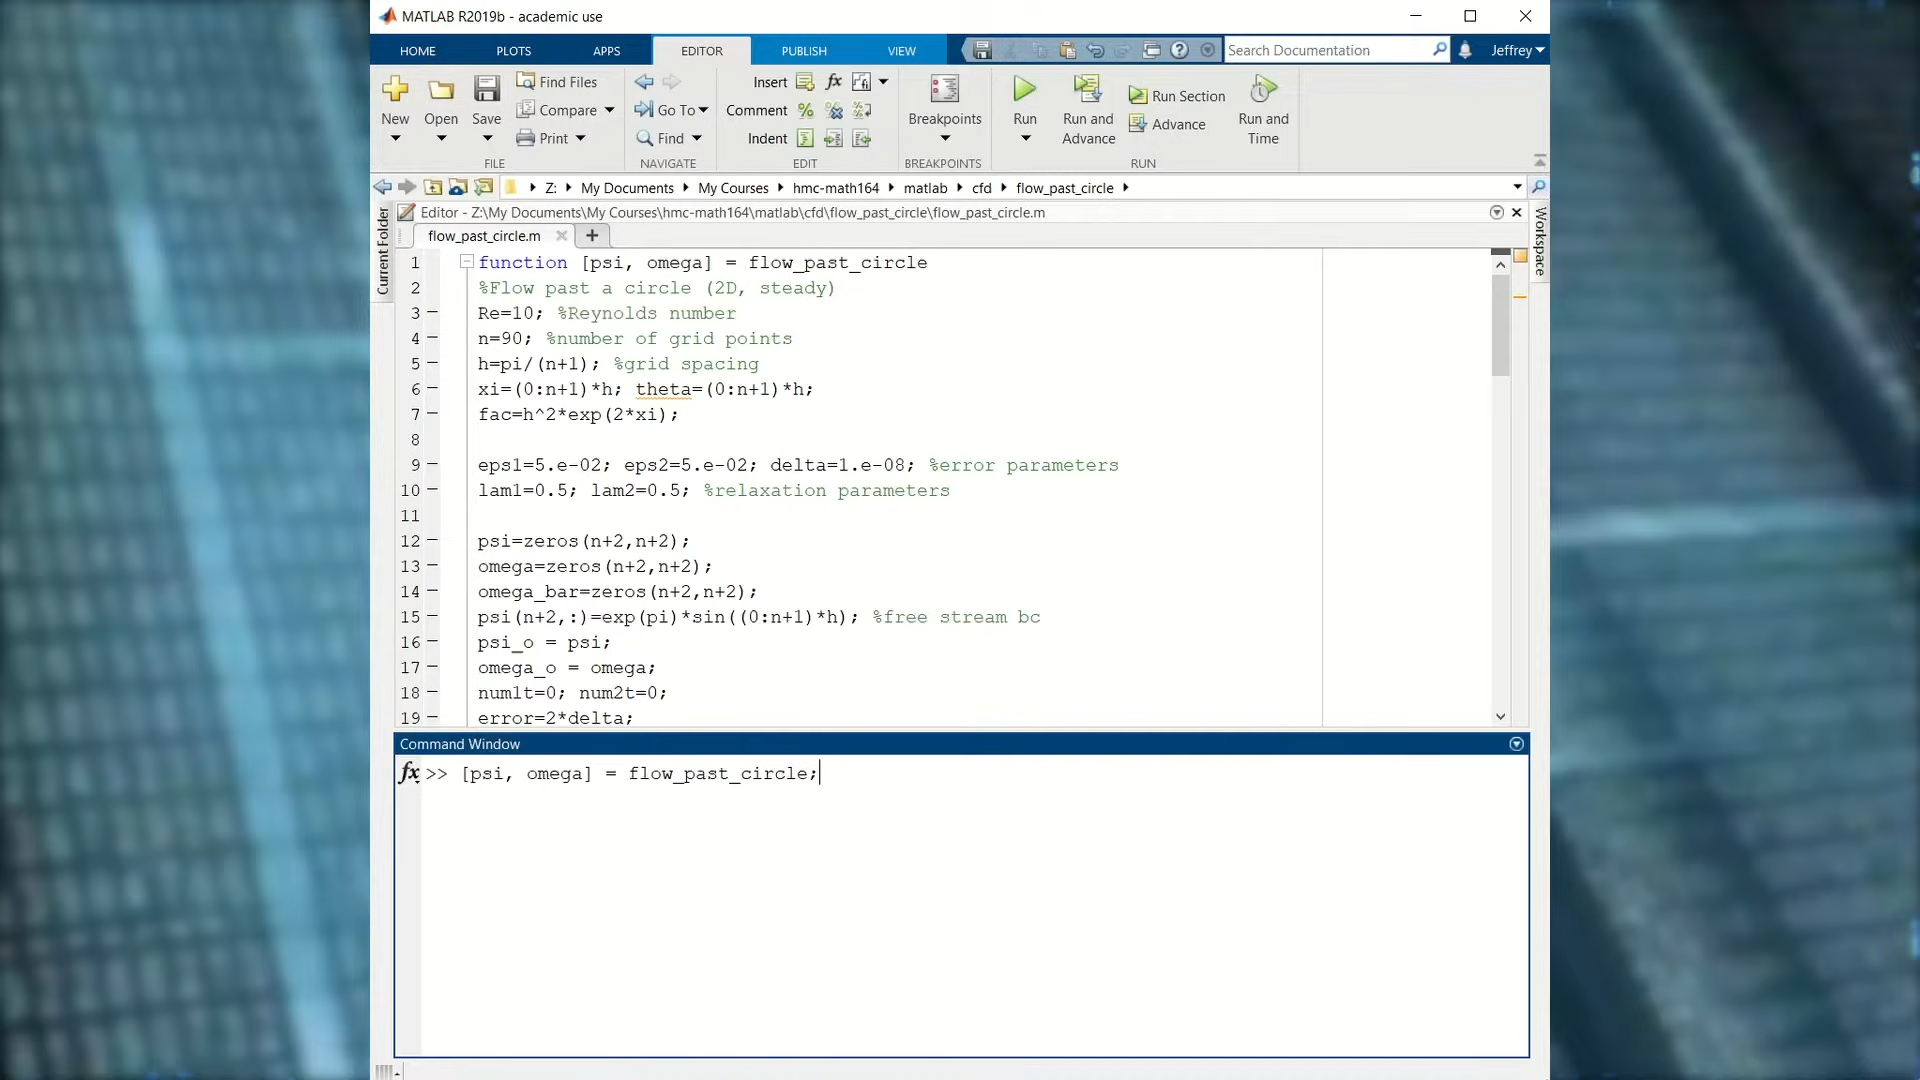 MATLAB R2019b - academic use
HOME PLOTS APPS EDITOR PUBLISH VIEW Search Documentation Jeffrey
New Open Save Find Files Compare Print FILE
Go To Find NAVIGATE
Insert fx Comment Indent EDIT
Breakpoints BREAKPOINTS
Run Run and Advance Run Section Advance Run and Time RUN
Z: My Documents My Courses hmc-math164 matlab cfd flow_past_circle
Current Folder
Workspace
Editor - Z:\My Documents\My Courses\hmc-math164\matlab\cfd\flow_past_circle\flow_past_circle.m
flow_past_circle.m
1 function [psi, omega] = flow_past_circle
2 %Flow past a circle (2D, steady)
3 Re=10; %Reynolds number
4 n=90; %number of grid points
5 h=pi/(n+1); %grid spacing
6 xi=(0:n+1)*h; theta=(0:n+1)*h;
7 fac=h^2*exp(2*xi);
8
9 eps1=5.e-02; eps2=5.e-02; delta=1.e-08; %error parameters
10 lam1=0.5; lam2=0.5; %relaxation parameters
11
12 psi=zeros(n+2,n+2);
13 omega=zeros(n+2,n+2);
14 omega_bar=zeros(n+2,n+2);
15 psi(n+2,:)=exp(pi)*sin((0:n+1)*h); %free stream bc
16 psi_o = psi;
17 omega_o = omega;
18 num1t=0; num2t=0;
19 error=2*delta;
Command Window
fx >> [psi, omega] = flow_past_circle;